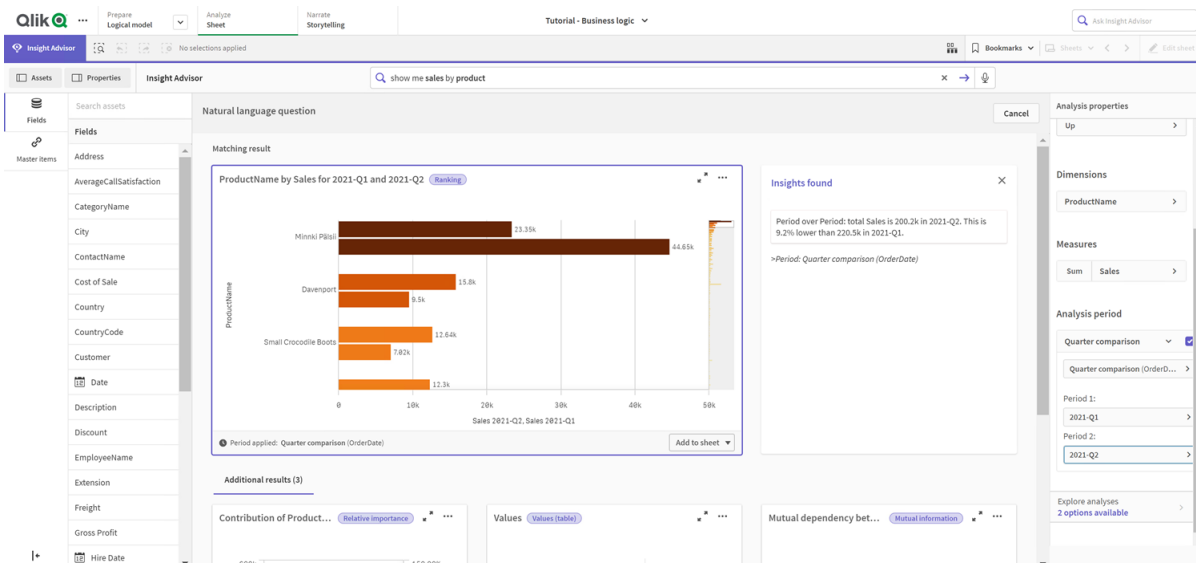 Qlik
Prepare
Logical model
Analyze
Sheet
Narrate
Storytelling
Tutorial - Business logic
Ask Insight Advisor
Insight Advisor
No selections applied
Bookmarks
Sheets
Edit sheet
Assets
Properties
Insight Advisor
show me sales by product
Fields
Master items
Search assets
Fields
Address
AverageCallSatisfaction
CategoryName
City
ContactName
Cost of Sale
Country
CountryCode
Customer
Date
Description
Discount
EmployeeName
Extension
Freight
Gross Profit
Hire Date
Natural language question
Cancel
Matching result
ProductName by Sales for 2021-Q1 and 2021-Q2 Ranking
ProductName
Minnki Pälsii
23.35k
44.65k
Davenport
15.8k
9.5k
Small Crocodile Boots
12.64k
7.02k
12.3k
0 10k 20k 30k 40k 50k
Sales 2021-Q2, Sales 2021-Q1
Period applied: Quarter comparison (OrderDate)
Add to sheet
Insights found
Period over Period: total Sales is 200.2k in 2021-Q2. This is
9.2% lower than 220.5k in 2021-Q1.
>Period: Quarter comparison (OrderDate)
Additional results (3)
Contribution of Product... Relative importance
Values Values (table)
Mutual dependency bet... Mutual information
Analysis properties
Up
Dimensions
ProductName
Measures
Sum Sales
Analysis period
Quarter comparison
Quarter comparison (OrderD...
Period 1:
2021-Q1
Period 2:
2021-Q2
Explore analyses
2 options available